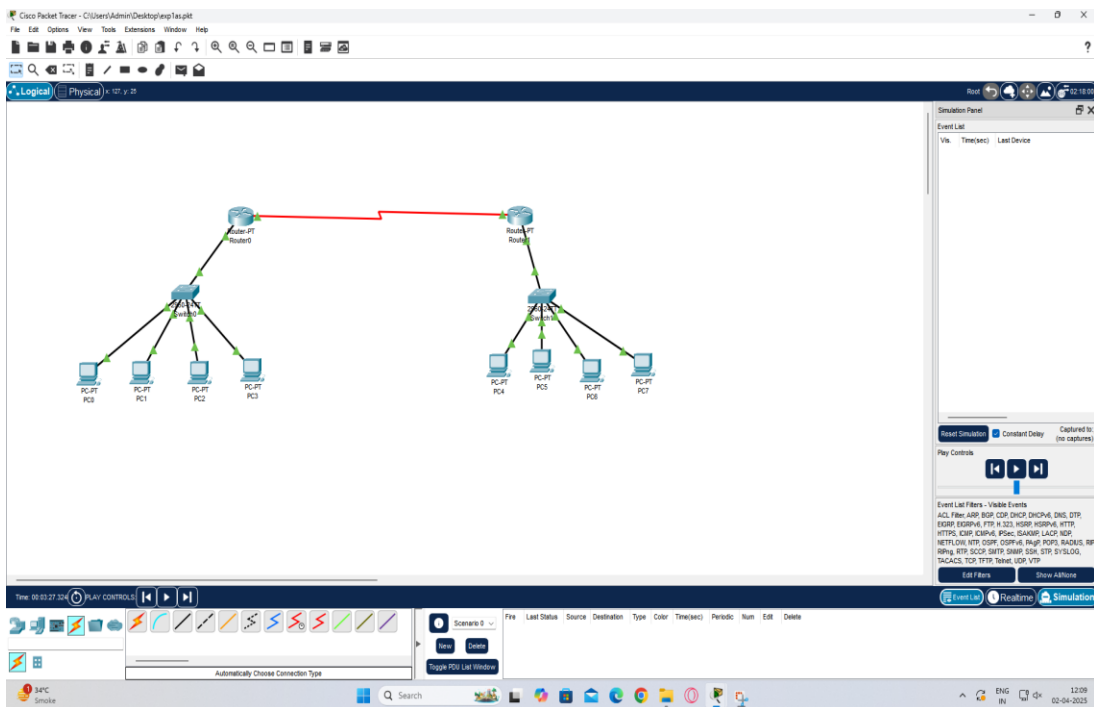 Cisco Packet Tracer - C:\Users\Admin\Desktop\exp1as.pkt
File Edit Options View Tools Extensions Window Help
?
Logical Physical x: 127, y: 25 Root 02:18:00
Simulation Panel
Event List
Vis. Time(sec) Last Device
Router-PT
Router0
Router-PT
2960-24TT
Switch0
2960-24TT
Switch1
PC-PT
PC0
PC-PT
PC1
PC-PT
PC2
PC-PT
PC3
PC-PT
PC4
PC-PT
PC5
PC-PT
PC6
PC-PT
PC7
Reset Simulation Constant Delay Captured to:
(no captures)
Play Controls
Event List Filters - Visible Events
ACL Filter, ARP, BGP, CDP, DHCP, DHCPv6, DNS, DTP,
EIGRP, EIGRPv6, FTP, H.323, HSRP, HSRPv6, HTTP,
HTTPS, ICMP, ICMPv6, IPSec, ISAKMP, LACP, NDP,
NETFLOW, NTP, OSPF, OSPFv6, PAgP, POP3, RADIUS, RIP
RIPng, RTP, SCCP, SMTP, SNMP, SSH, STP, SYSLOG,
TACACS, TCP, TFTP, Telnet, UDP, VTP
Edit Filters Show All/None
Time: 00:03:27.324 PLAY CONTROLS: Event List Realtime Simulation
Scenario 0 Fire Last Status Source Destination Type Color Time(sec) Periodic Num Edit Delete
New Delete
Toggle PDU List Window
Automatically Choose Connection Type
1 34°C
Smoke
Search
ENG
IN
12:09
02-04-2025